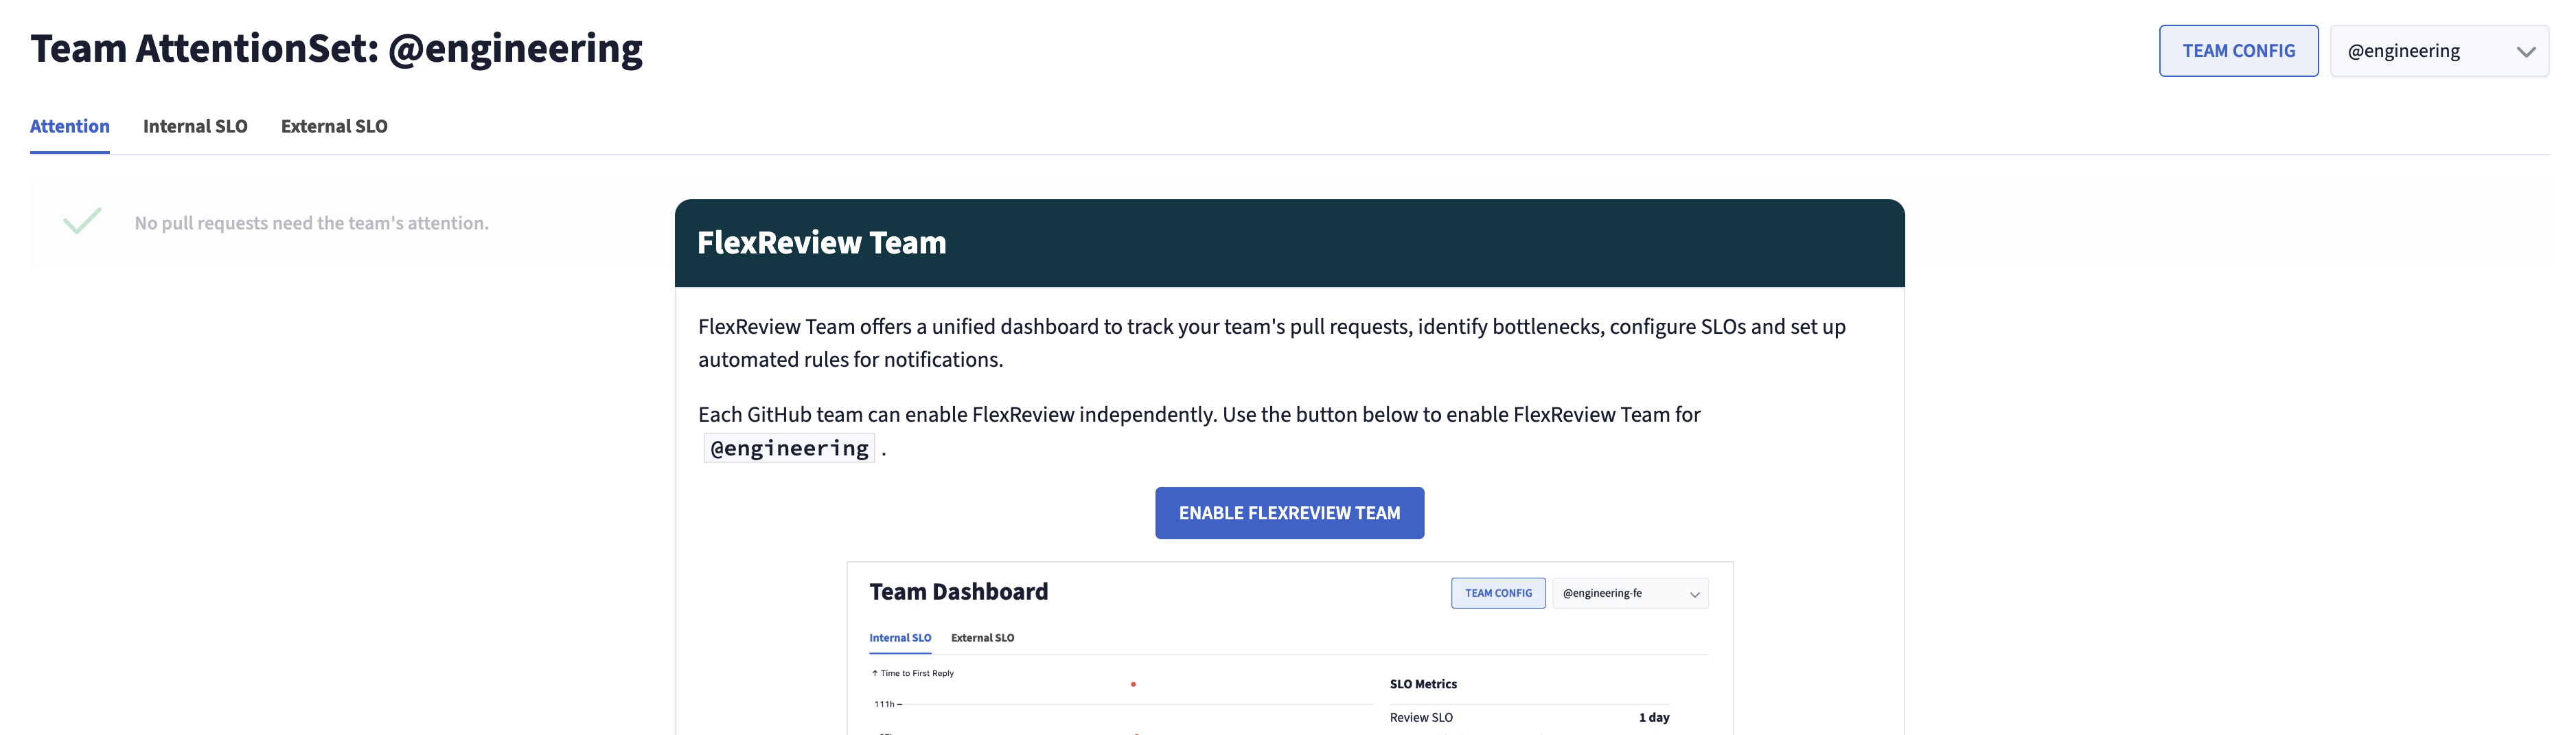 Team AttentionSet: @engineering
TEAM CONFIG
@engineering
Attention
Internal SLO
External SLO
No pull requests need the team's attention.
FlexReview Team
FlexReview Team offers a unified dashboard to track your team's pull requests, identify bottlenecks, configure SLOs and set up
automated rules for notifications.
Each GitHub team can enable FlexReview independently. Use the button below to enable FlexReview Team for
@engineering .
ENABLE FLEXREVIEW TEAM
Team Dashboard
TEAM CONFIG
@engineering-fe
Internal SLO
External SLO
↑ Time to First Reply
SLO Metrics
111h
Review SLO
1 day